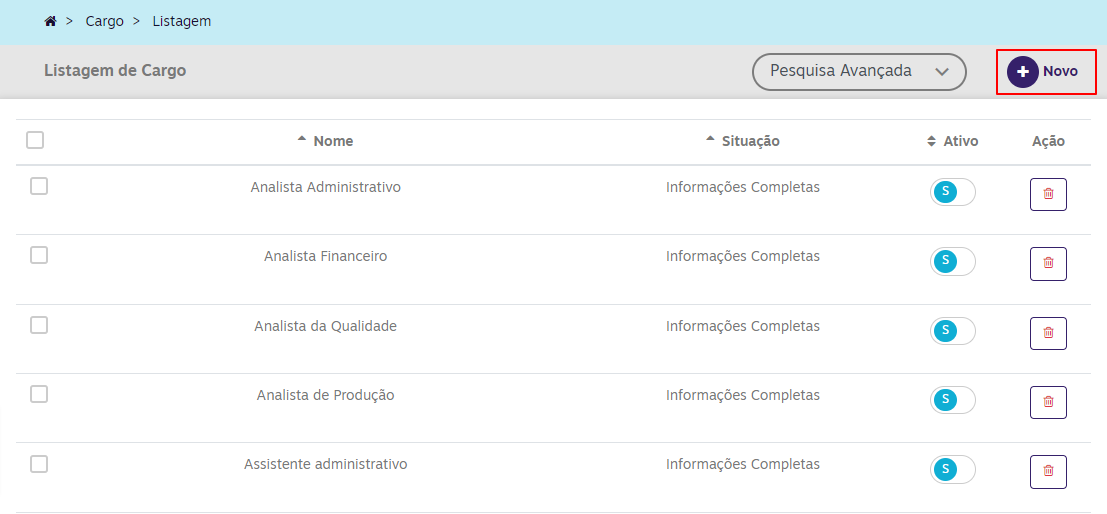 > Cargo > Listagem
Listagem de Cargo Pesquisa Avançada Novo
Nome Situação Ativo Ação
Analista Administrativo Informações Completas S
Analista Financeiro Informações Completas S
Analista da Qualidade Informações Completas S
Analista de Produção Informações Completas S
Assistente administrativo Informações Completas S